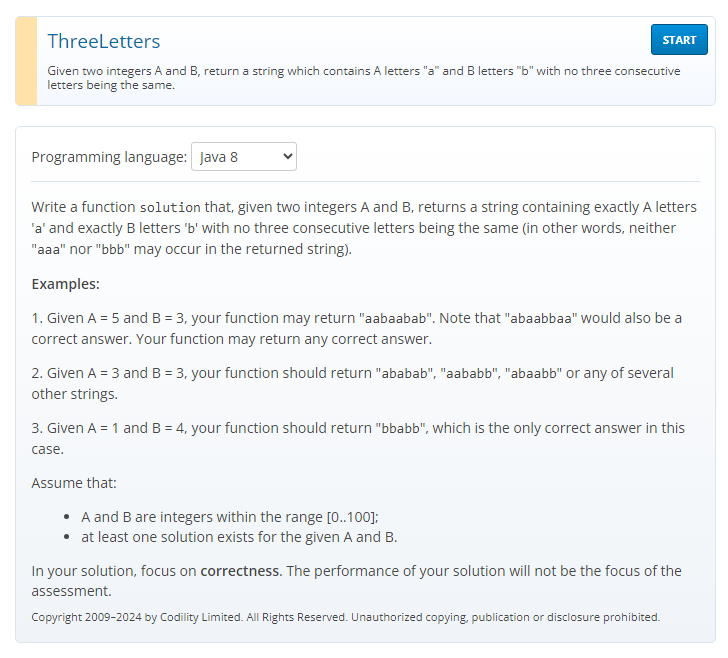 ThreeLetters
START
Given two integers A and B, return a string which contains A letters "a" and B letters "b" with no three consecutive
letters being the same.
Programming language: Java 8
Write a function solution that, given two integers A and B, returns a string containing exactly A letters
'a' and exactly B letters 'b' with no three consecutive letters being the same (in other words, neither
"aaa" nor "bbb" may occur in the returned string).
Examples:
1. Given A = 5 and B = 3, your function may return "aabaabab". Note that "abaabbaa" would also be a
correct answer. Your function may return any correct answer.
2. Given A = 3 and B = 3, your function should return "ababab", "aababb", "abaabb" or any of several
other strings.
3. Given A = 1 and B = 4, your function should return "bbabb", which is the only correct answer in this
case.
Assume that:
• A and B are integers within the range [0..100];
• at least one solution exists for the given A and B.
In your solution, focus on correctness. The performance of your solution will not be the focus of the
assessment.
Copyright 2009–2024 by Codility Limited. All Rights Reserved. Unauthorized copying, publication or disclosure prohibited.